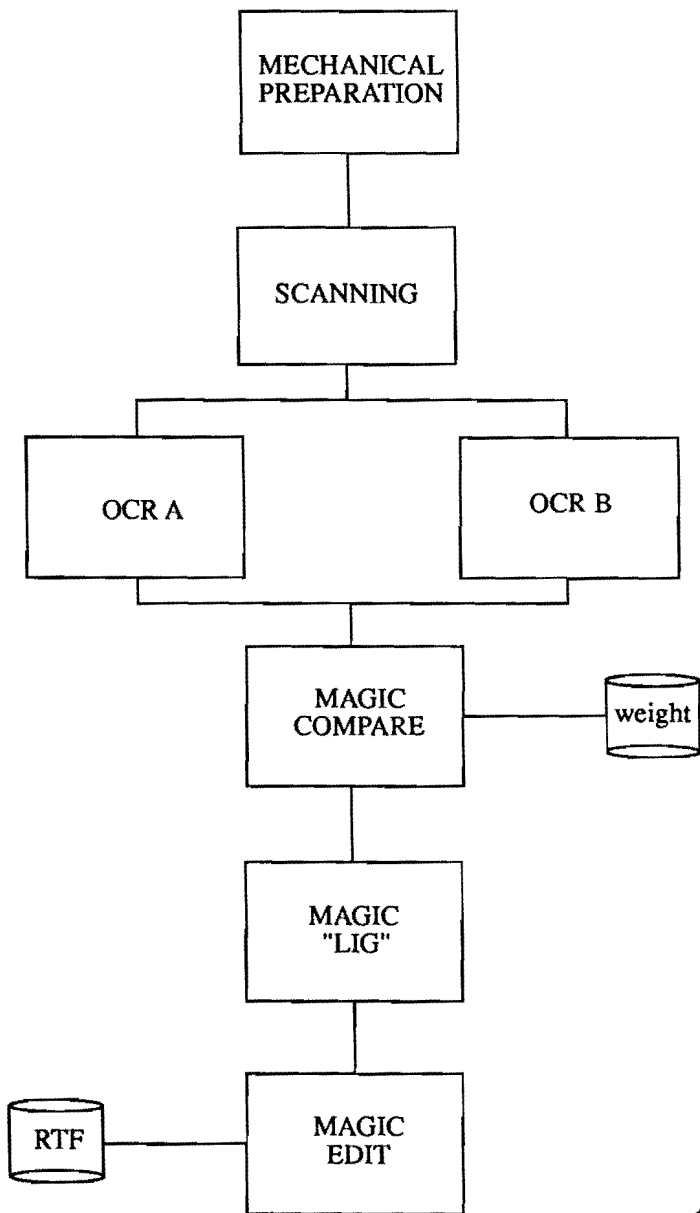 MECHANICAL
PREPARATION
SCANNING
OCR A
OCR B
MAGIC
COMPARE
weight
MAGIC
"LIG"
RTF
MAGIC
EDIT